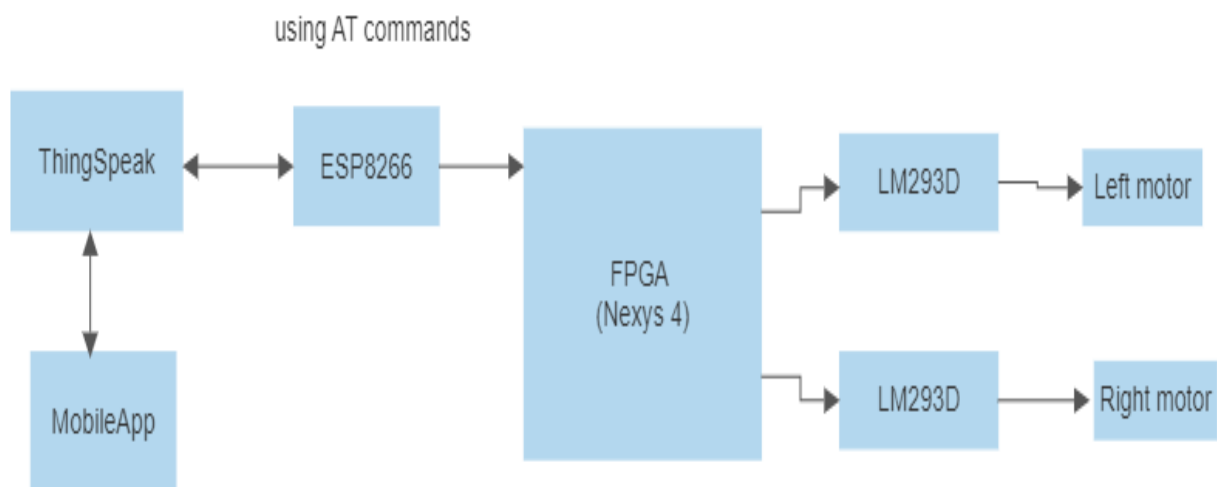 using AT commands
ThingSpeak
ESP8266
FPGA
(Nexys 4)
LM293D
Left motor
MobileApp
LM293D
Right motor